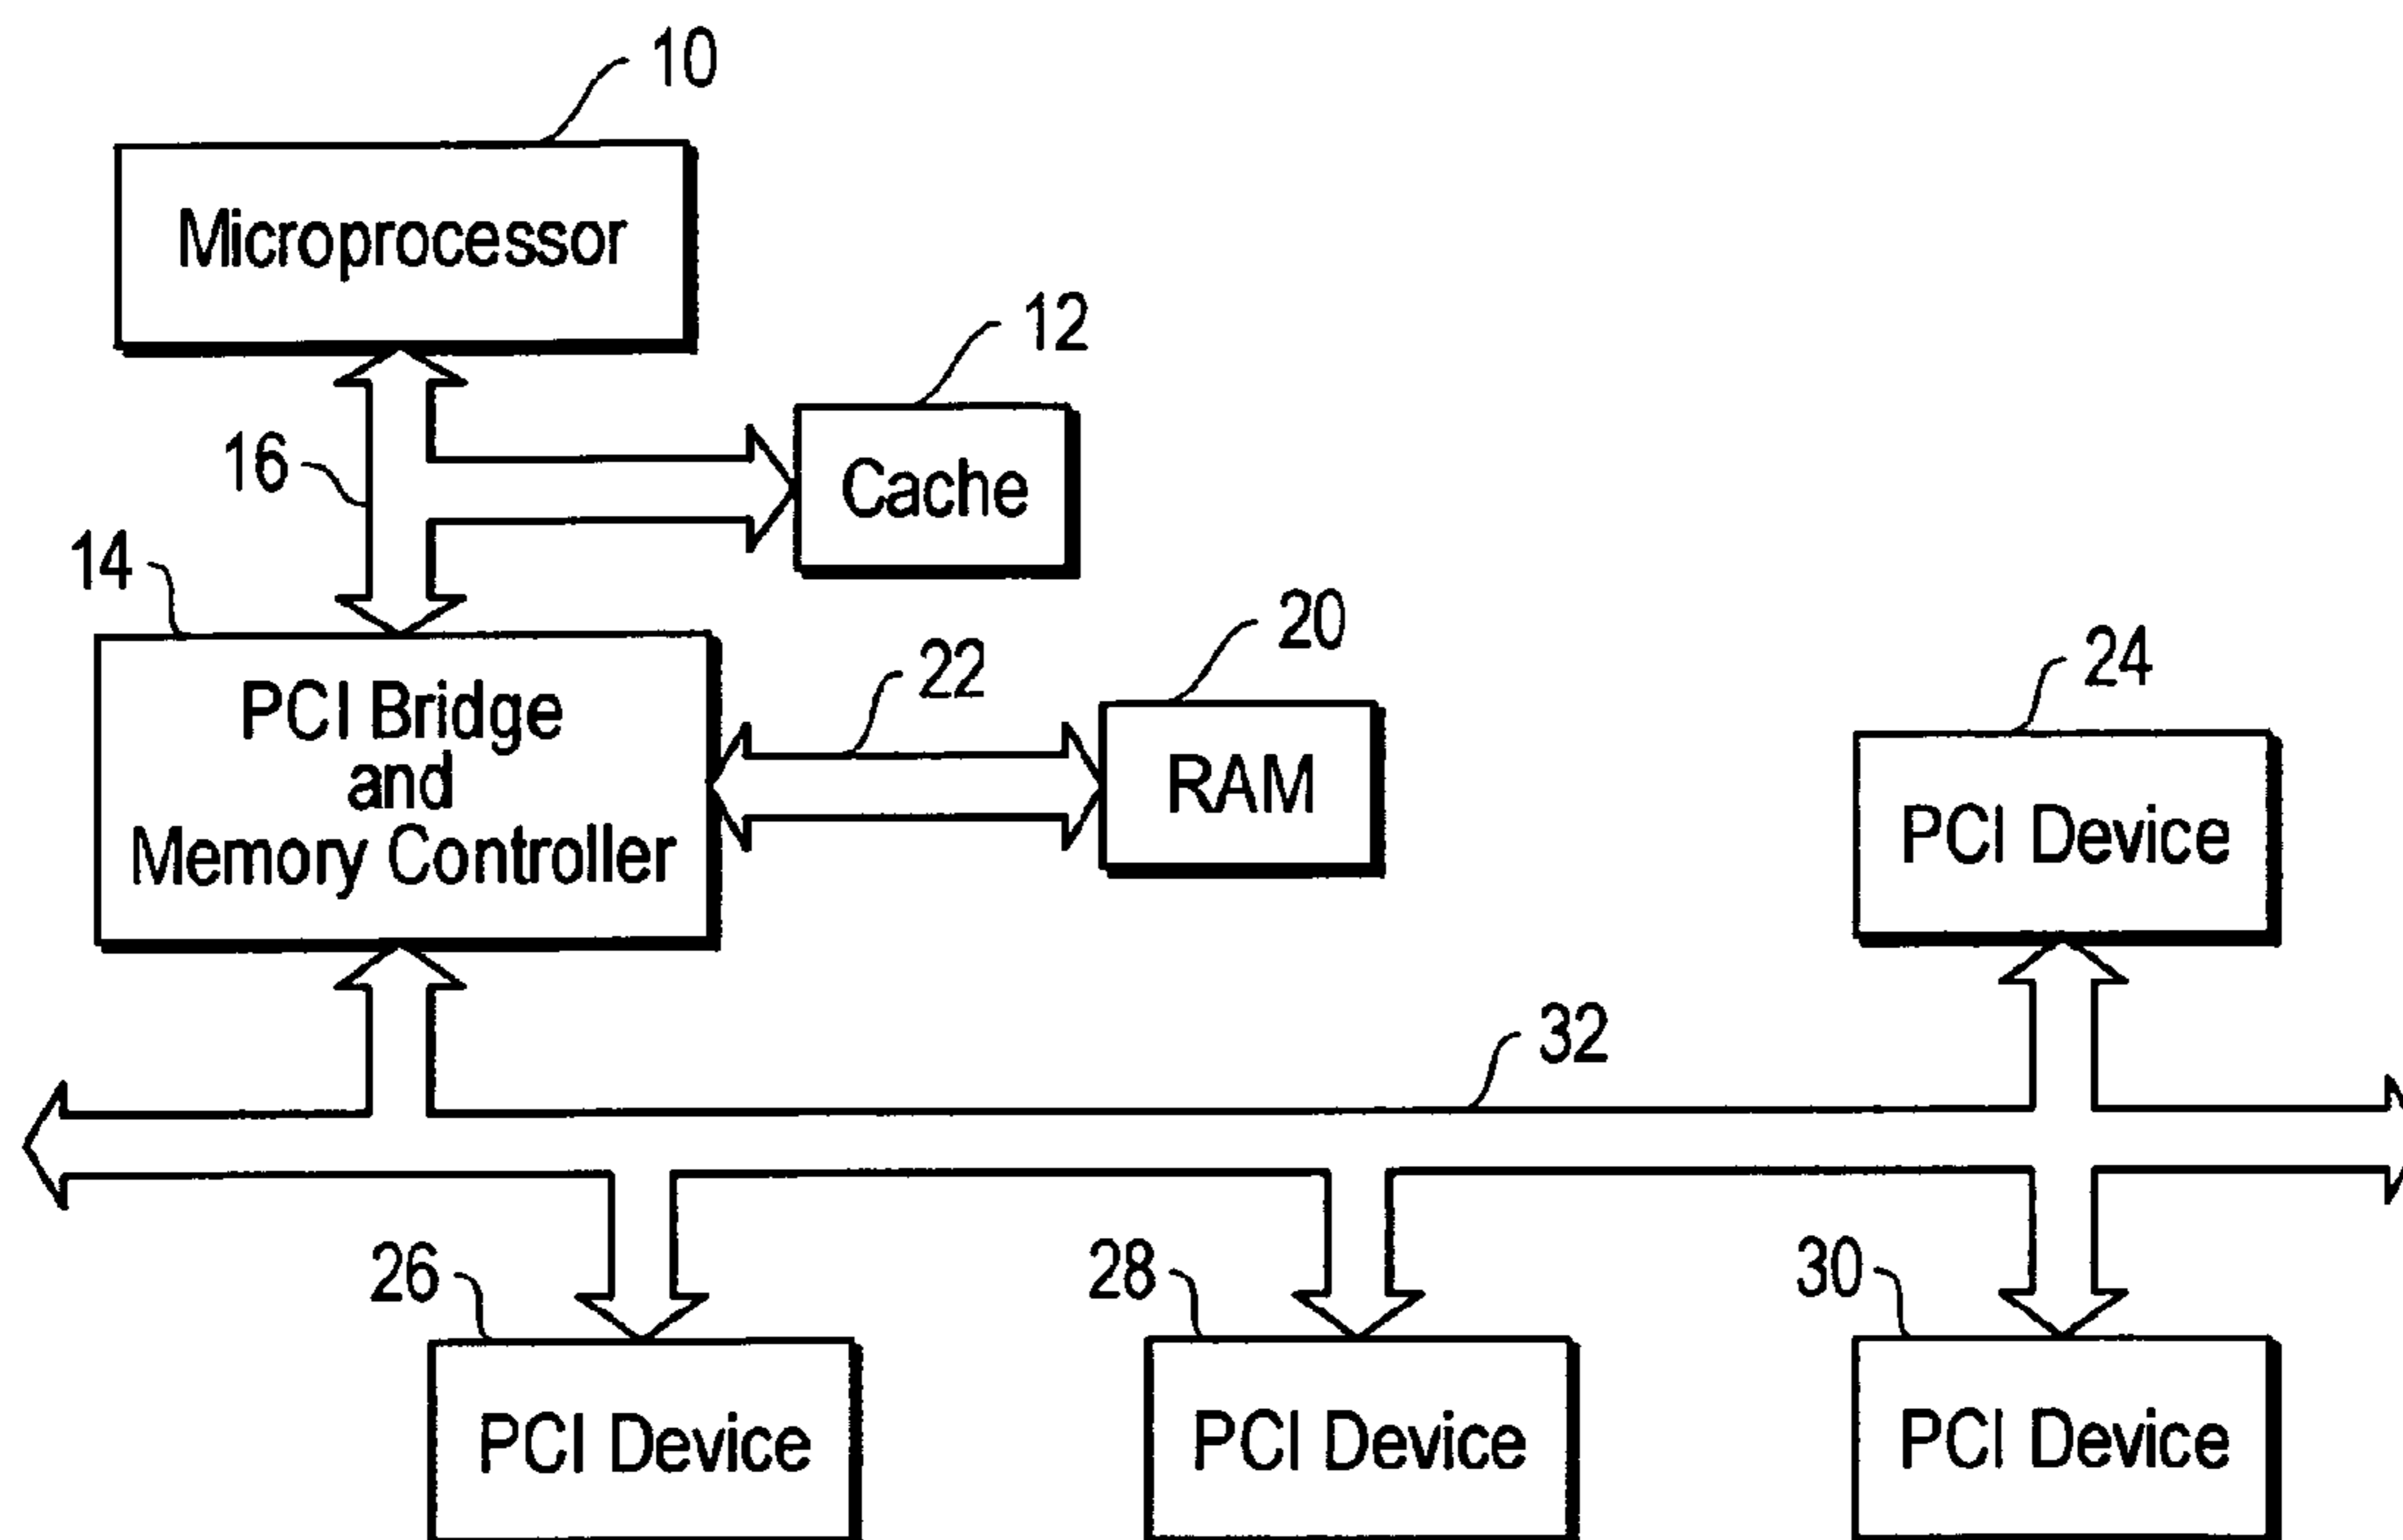 10
Microprocessor
12
16
Cache
14
20
22
24
PCI Bridge
and
Memory Controller
RAM
PCI Device
32
26
28
30
PCI Device
PCI Device
PCI Device